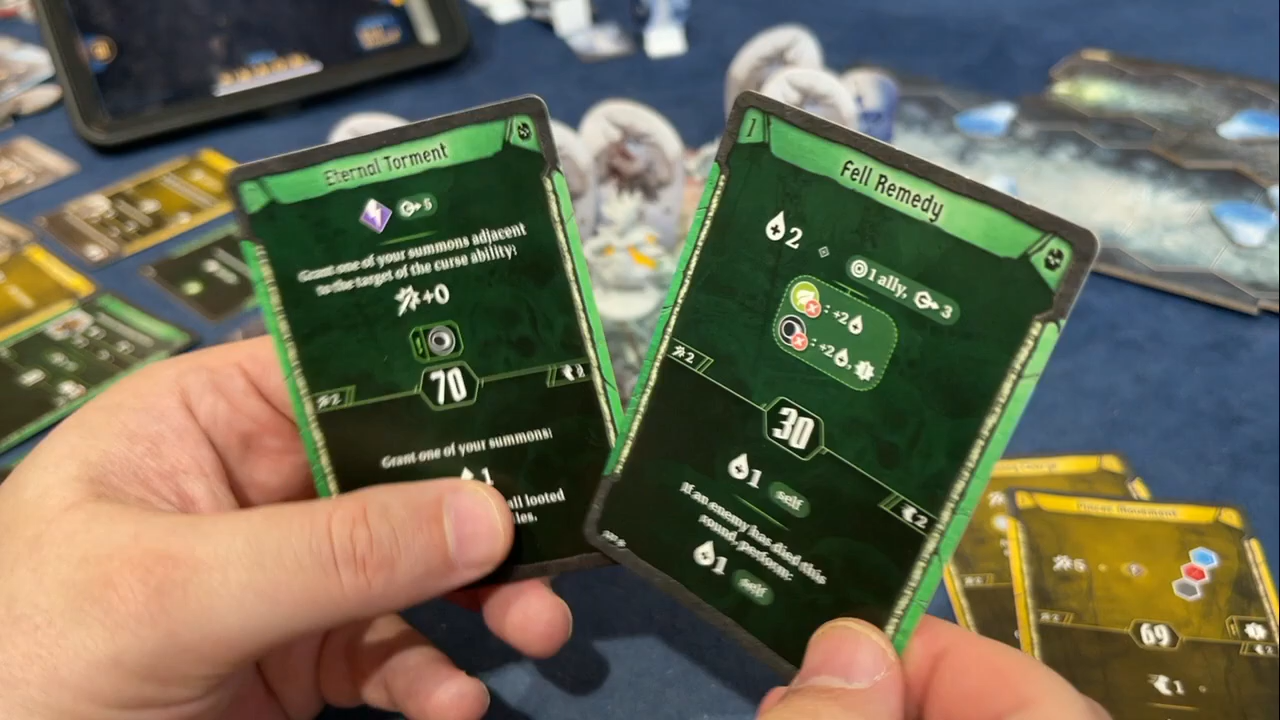 Eternal Torment
5
Grant one of your summons adjacent
to the target of the curse ability:
+0
2
70
3
Grant one of your summons:
1
all looted
1
Fell Remedy
2
1 ally, 3
: +2
: +2 ,
2
30
2
1 self
If an enemy has died this
round, perform:
1 self
69
1